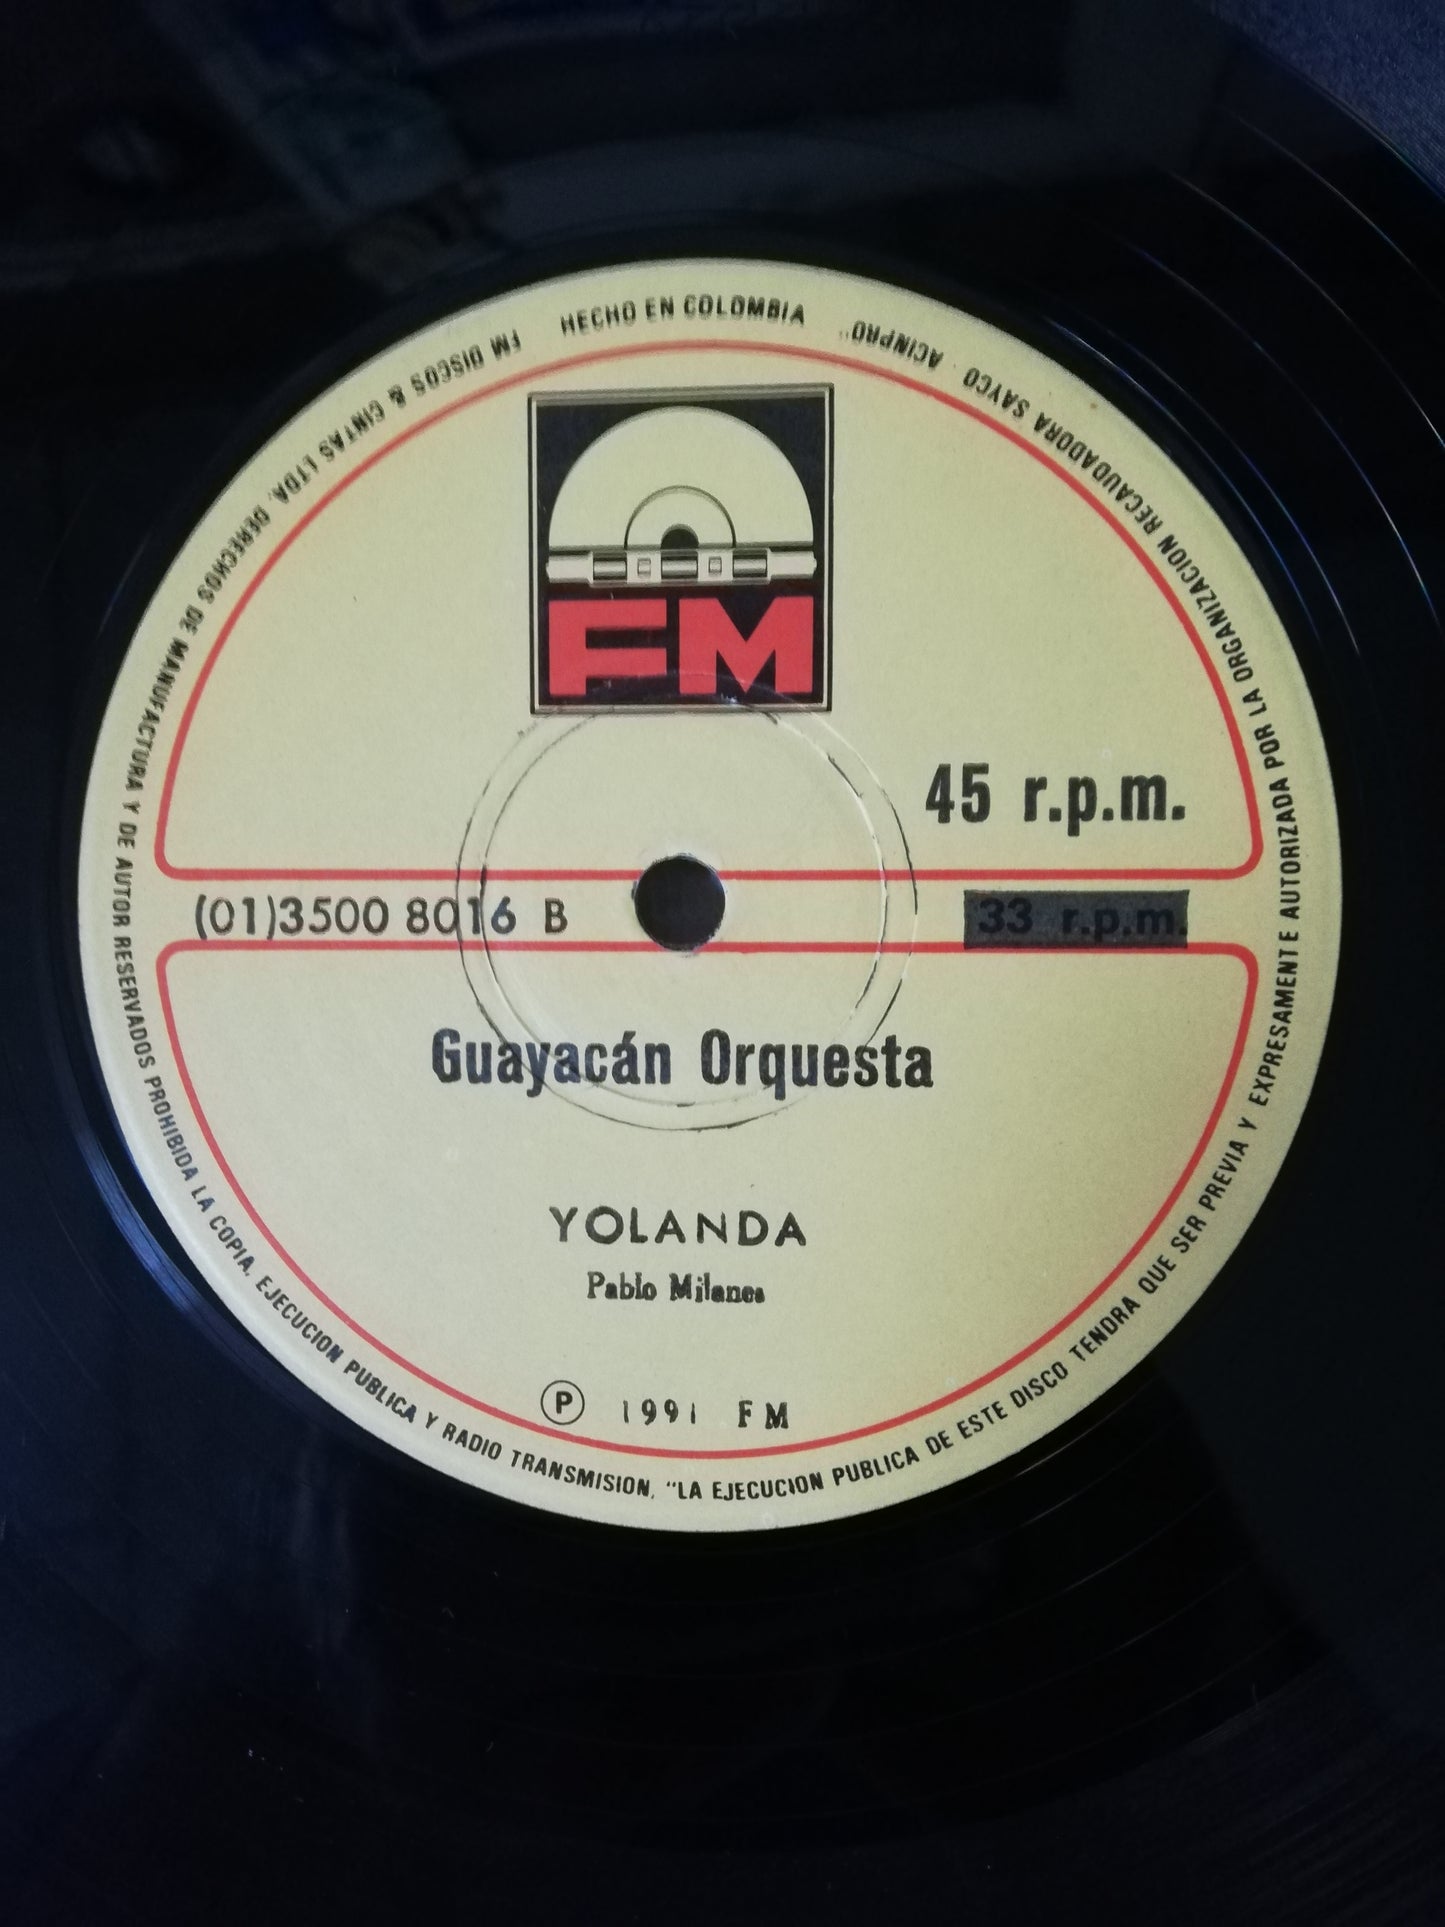 HECHO EN COLOMBIA
FM DISCOS & CINTAS LTDA. DERECHOS DE MANUFACTURA Y DE AUTOR RESERVADOS PROHIBIDA LA COPIA, EJECUCION PUBLICA Y RADIO TRANSMISION, "LA EJECUCION PUBLICA DE ESTE DISCO TENDRA QUE SER PREVIA Y EXPRESAMENTE AUTORIZADA POR LA ORGANIZACION RECAUDADORA SAYCO ACINPRO"
FM
45 r.p.m.
(01)3500 8016 B
33 r.p.m.
Guayacán Orquesta
YOLANDA
Pablo Milanes
Ⓟ 1991 FM